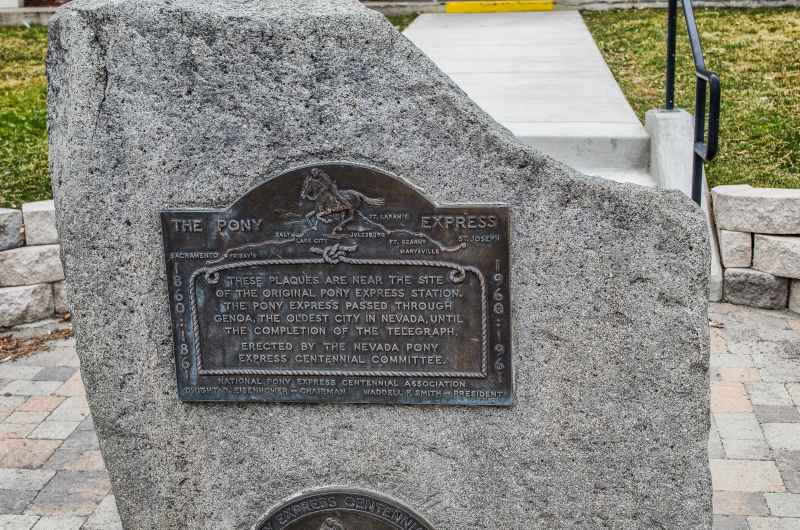 THE PONY EXPRESS
FT. LARAMIE
SALT LAKE CITY
JULESBURG
FT. KEARNY
MARYSVILLE
ST. JOSEPH
SACRAMENTO
FRIDAY'S
1860 1861
1960 1961
THESE PLAQUES ARE NEAR THE SITE
OF THE ORIGINAL PONY EXPRESS STATION.
THE PONY EXPRESS PASSED THROUGH
GENOA, THE OLDEST CITY IN NEVADA, UNTIL
THE COMPLETION OF THE TELEGRAPH.
ERECTED BY THE NEVADA PONY
EXPRESS CENTENNIAL COMMITTEE.
NATIONAL PONY EXPRESS CENTENNIAL ASSOCIATION
DWIGHT D. EISENHOWER – CHAIRMAN WADDELL F. SMITH – PRESIDENT
EXPRESS CENTENN